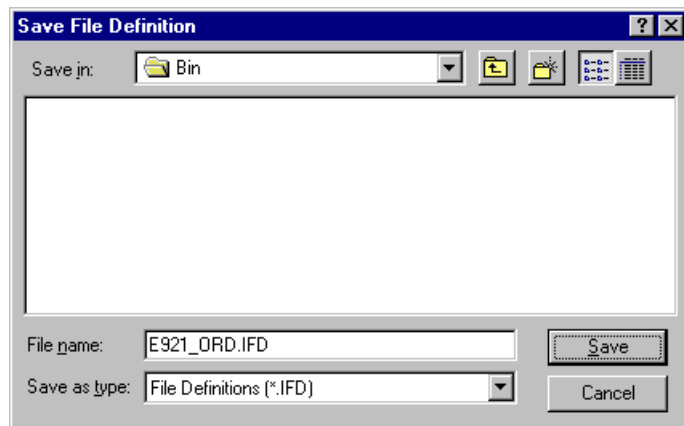 Save File Definition
Save in: Bin
File name: E921_ORD.IFD Save
Save as type: File Definitions (*.IFD) Cancel